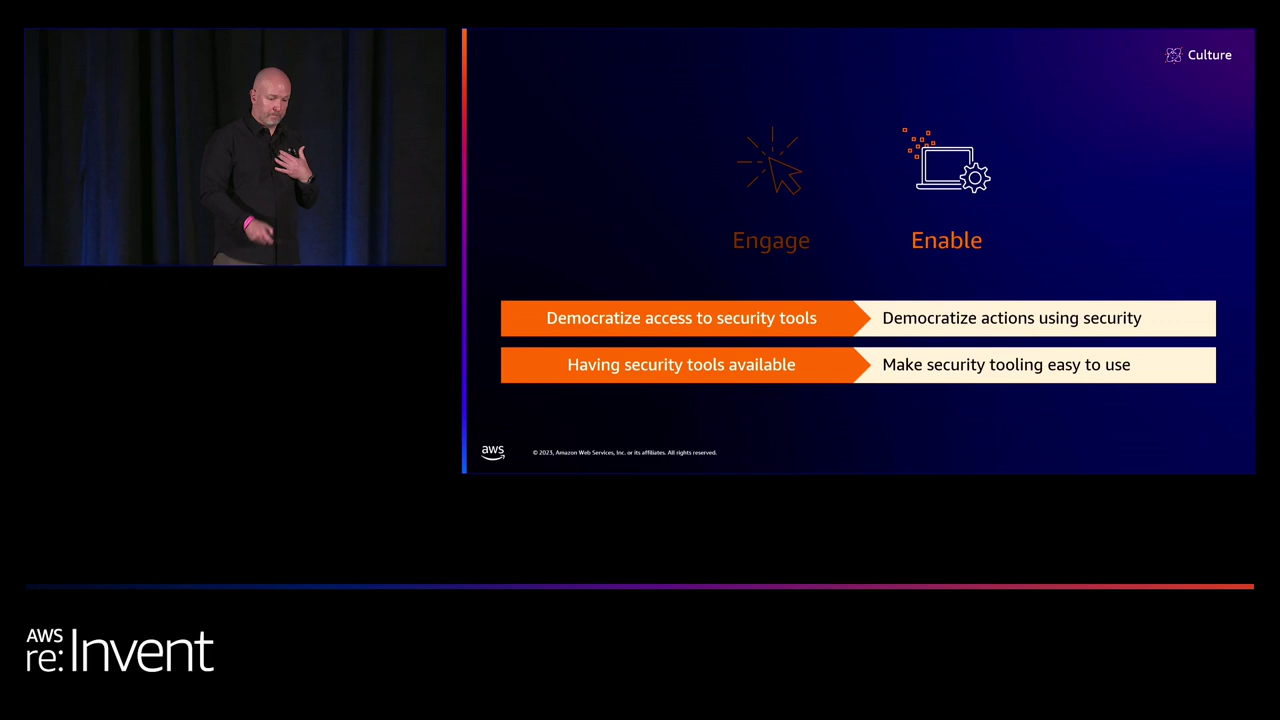 Culture
Engage
Enable
Democratize access to security tools
Democratize actions using security
Having security tools available
Make security tooling easy to use
aws
© 2023, Amazon Web Services, Inc. or its affiliates. All rights reserved.
AWS
re:Invent